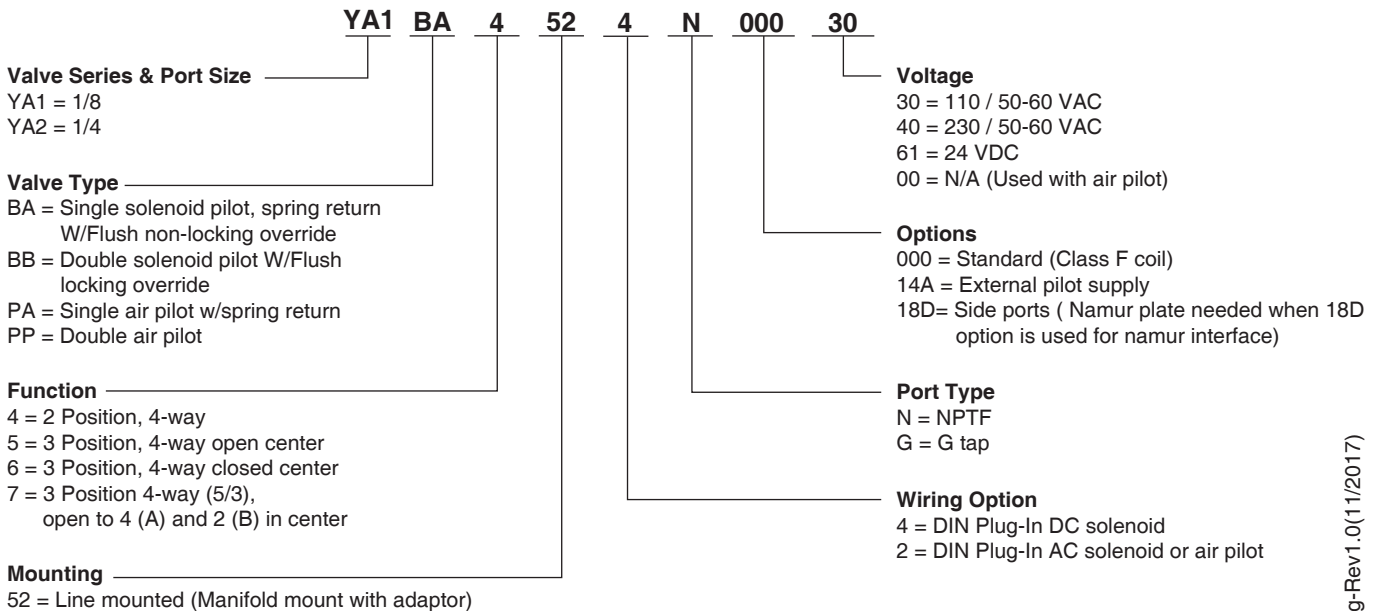 YA1 BA 4 52 4 N 000 30
Valve Series & Port Size
YA1 = 1/8
YA2 = 1/4
Valve Type
BA = Single solenoid pilot, spring return
W/Flush non-locking override
BB = Double solenoid pilot W/Flush
locking override
PA = Single air pilot w/spring return
PP = Double air pilot
Function
4 = 2 Position, 4-way
5 = 3 Position, 4-way open center
6 = 3 Position, 4-way closed center
7 = 3 Position 4-way (5/3),
open to 4 (A) and 2 (B) in center
Mounting
52 = Line mounted (Manifold mount with adaptor)
Voltage
30 = 110 / 50-60 VAC
40 = 230 / 50-60 VAC
61 = 24 VDC
00 = N/A (Used with air pilot)
Options
000 = Standard (Class F coil)
14A = External pilot supply
18D= Side ports ( Namur plate needed when 18D
option is used for namur interface)
Port Type
N = NPTF
G = G tap
Wiring Option
4 = DIN Plug-In DC solenoid
2 = DIN Plug-In AC solenoid or air pilot
g-Rev1.0(11/2017)